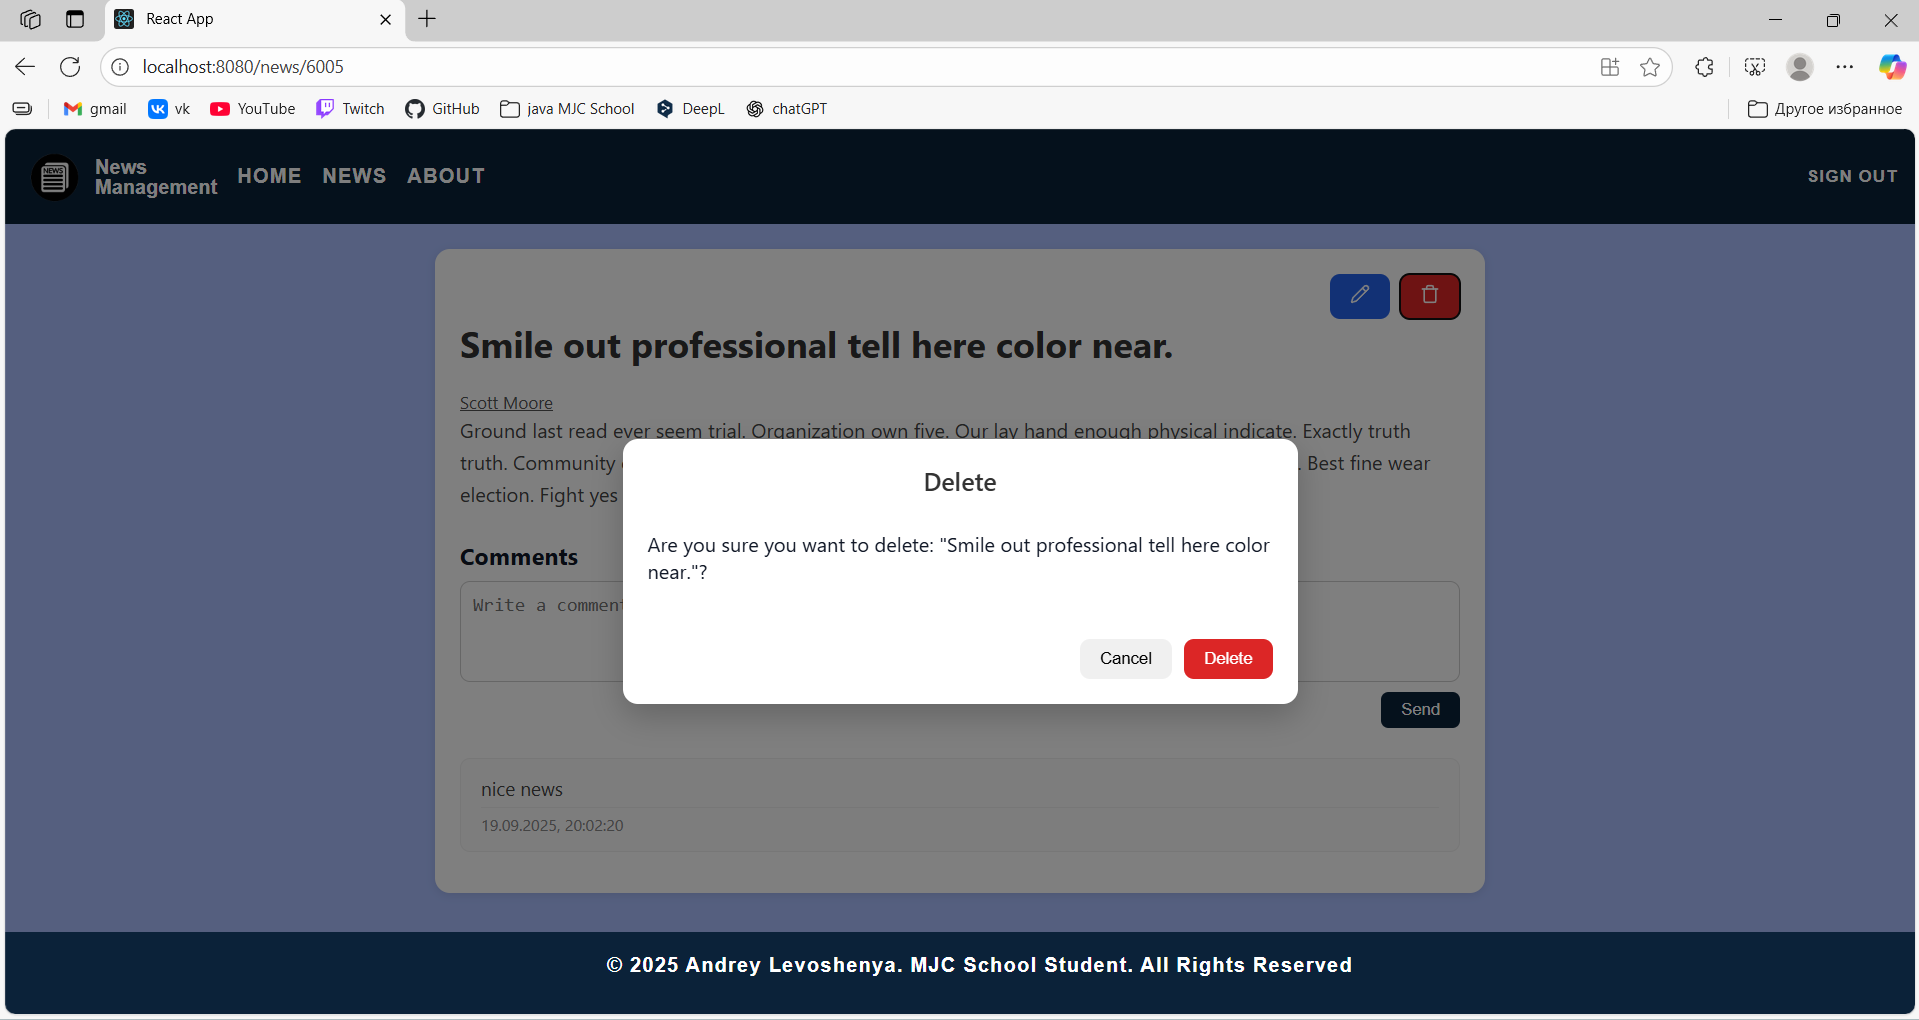 React App
localhost:8080/news/6005
gmail vk YouTube Twitch GitHub java MJC School DeepL chatGPT Другое избранное
NEWS
News
Management
HOME NEWS ABOUT SIGN OUT
Smile out professional tell here color near.
Scott Moore
Ground last read ever seem trial. Organization own five. Our lay hand enough physical indicate. Exactly truth
truth. Community . Best fine wear
election. Fight yes
Delete
Are you sure you want to delete: "Smile out professional tell here color
near."?
Cancel Delete
Comments
Write a comment
Send
nice news
19.09.2025, 20:02:20
© 2025 Andrey Levoshenya. MJC School Student. All Rights Reserved